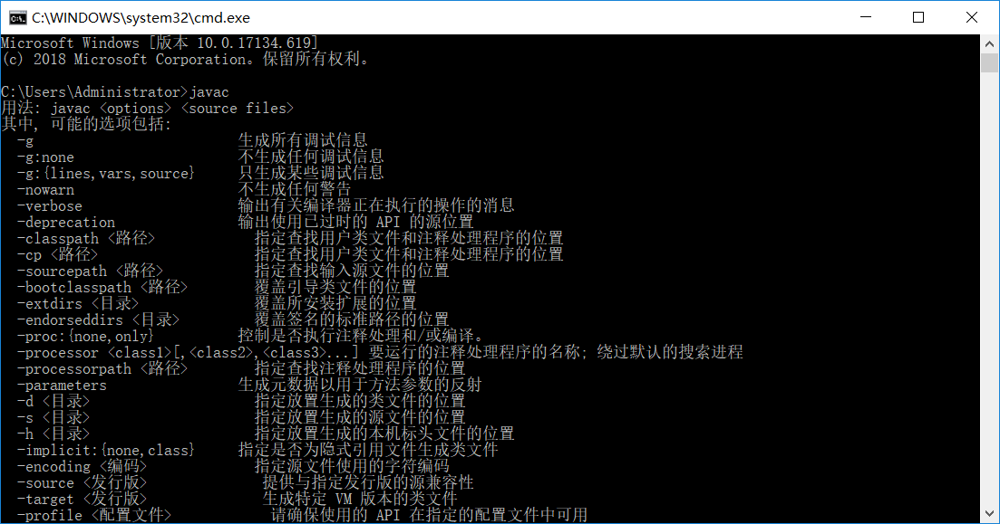 C:\WINDOWS\system32\cmd.exe
Microsoft Windows [版本 10.0.17134.619]
(c) 2018 Microsoft Corporation。保留所有权利。
C:\Users\Administrator>javac
用法: javac <options> <source files>
其中, 可能的选项包括:
-g 生成所有调试信息
-g:none 不生成任何调试信息
-g:{lines,vars,source} 只生成某些调试信息
-nowarn 不生成任何警告
-verbose 输出有关编译器正在执行的操作的消息
-deprecation 输出使用已过时的 API 的源位置
-classpath <路径> 指定查找用户类文件和注释处理程序的位置
-cp <路径> 指定查找用户类文件和注释处理程序的位置
-sourcepath <路径> 指定查找输入源文件的位置
-bootclasspath <路径> 覆盖引导类文件的位置
-extdirs <目录> 覆盖所安装扩展的位置
-endorseddirs <目录> 覆盖签名的标准路径的位置
-proc:{none,only} 控制是否执行注释处理和/或编译。
-processor <class1>[,<class2>,<class3>...] 要运行的注释处理程序的名称; 绕过默认的搜索进程
-processorpath <路径> 指定查找注释处理程序的位置
-parameters 生成元数据以用于方法参数的反射
-d <目录> 指定放置生成的类文件的位置
-s <目录> 指定放置生成的源文件的位置
-h <目录> 指定放置生成的本机标头文件的位置
-implicit:{none,class} 指定是否为隐式引用文件生成类文件
-encoding <编码> 指定源文件使用的字符编码
-source <发行版> 提供与指定发行版的源兼容性
-target <发行版> 生成特定 VM 版本的类文件
-profile <配置文件> 请确保使用的 API 在指定的配置文件中可用